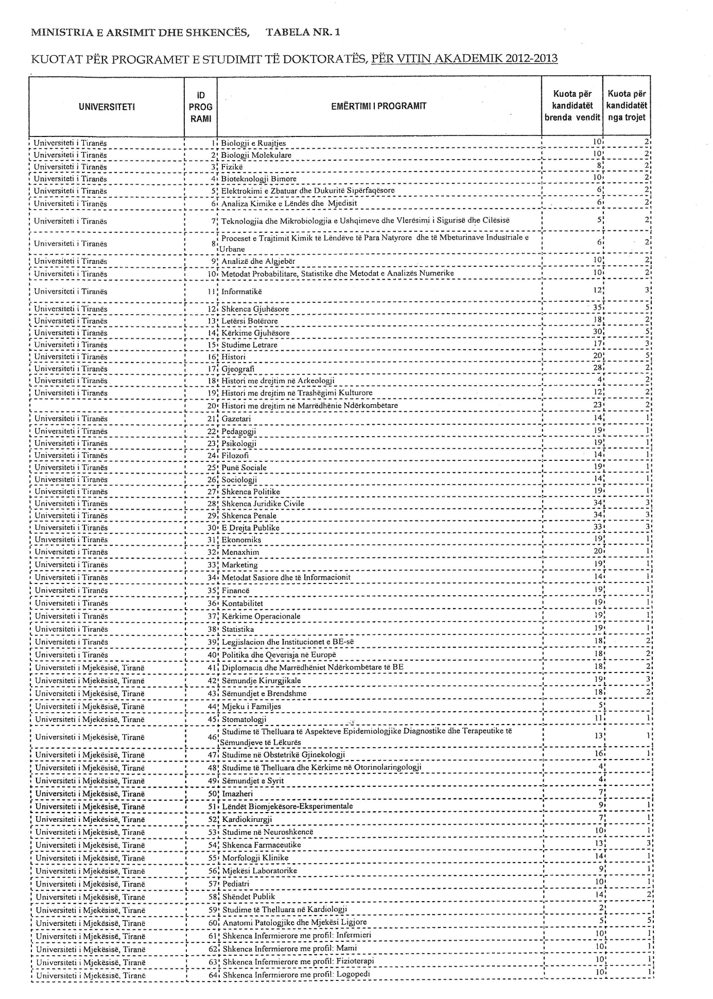 MINISTRIA E ARSIMIT DHE SHKENCËS, TABELA NR. 1
KUOTAT PËR PROGRAMET E STUDIMIT TË DOKTORATËS, PËR VITIN AKADEMIK 2012-2013
UNIVERSITETI
ID
PROG
RAMI
EMËRTIMI I PROGRAMIT
Kuota për
kandidatët
brenda vendit
Kuota për
kandidatët
nga trojet
Universiteti i Tiranës 1 Biologji e Ruajtjes 10 2
Universiteti i Tiranës 2 Biologji Molekulare 10 2
Universiteti i Tiranës 3 Fizikë 8 2
Universiteti i Tiranës 4 Bioteknologji Bimore 10 2
Universiteti i Tiranës 5 Elektrokimi e Zbatuar dhe Dukuritë Sipërfaqësore 6 2
Universiteti i Tiranës 6 Analiza Kimike e Lëndës dhe Mjedisit 6 2
Universiteti i Tiranës 7 Teknologjia dhe Mikrobiologjia e Ushqimeve dhe Vlerësimi i Sigurisë dhe Cilësisë 5 2
Universiteti i Tiranës 8 Proceset e Trajtimit Kimik të Lëndëve të Para Natyrore dhe të Mbeturinave Industriale e
Urbane 6 2
Universiteti i Tiranës 9 Analizë dhe Algjebër 10 2
Universiteti i Tiranës 10 Metodat Probabilitare, Statistike dhe Metodat e Analizës Numerike 10 2
Universiteti i Tiranës 11 Informatikë 12 3
Universiteti i Tiranës 12 Shkenca Gjuhësore 35 5
Universiteti i Tiranës 13 Letërsi Botërore 18 2
Universiteti i Tiranës 14 Kërkime Gjuhësore 30 5
Universiteti i Tiranës 15 Studime Letrare 17 3
Universiteti i Tiranës 16 Histori 20 5
Universiteti i Tiranës 17 Gjeografi 28 2
Universiteti i Tiranës 18 Histori me drejtim në Arkeologji 4 2
Universiteti i Tiranës 19 Histori me drejtim në Trashëgimi Kulturore 12 2
20 Histori me drejtim në Marrëdhënie Ndërkombëtare 23 2
Universiteti i Tiranës 21 Gazetari 14 1
Universiteti i Tiranës 22 Pedagogji 19 1
Universiteti i Tiranës 23 Psikologji 19 1
Universiteti i Tiranës 24 Filozofi 14 1
Universiteti i Tiranës 25 Punë Sociale 19 1
Universiteti i Tiranës 26 Sociologji 14 1
Universiteti i Tiranës 27 Shkenca Politike 19 1
Universiteti i Tiranës 28 Shkenca Juridike Civile 34 3
Universiteti i Tiranës 29 Shkenca Penale 34 3
Universiteti i Tiranës 30 E Drejta Publike 33 3
Universiteti i Tiranës 31 Ekonomiks 19 1
Universiteti i Tiranës 32 Menaxhim 20 1
Universiteti i Tiranës 33 Marketing 19 1
Universiteti i Tiranës 34 Metodat Sasiore dhe të Informacionit 14 1
Universiteti i Tiranës 35 Financë 19 1
Universiteti i Tiranës 36 Kontabilitet 19 1
Universiteti i Tiranës 37 Kërkime Operacionale 19 1
Universiteti i Tiranës 38 Statistika 19 1
Universiteti i Tiranës 39 Legjislacion dhe Institucionet e BE-së 18 2
Universiteti i Tiranës 40 Politika dhe Qeverisja në Europë 18 2
Universiteti i Mjekësisë, Tiranë 41 Diplomacia dhe Marrëdhëniet Ndërkombëtare të BE 18 2
Universiteti i Mjekësisë, Tiranë 42 Sëmundje Kirurgjikale 19 3
Universiteti i Mjekësisë, Tiranë 43 Sëmundjet e Brendshme 18 2
Universiteti i Mjekësisë, Tiranë 44 Mjeku i Familjes 5
Universiteti i Mjekësisë, Tiranë 45 Stomatologji 11 1
Universiteti i Mjekësisë, Tiranë 46 Studime të Thelluara të Aspekteve Epidemiologjike Diagnostike dhe Terapeutike të
Sëmundjeve të Lëkurës 13 1
Universiteti i Mjekësisë, Tiranë 47 Studime në Obstetrikë Gjinekologji 16 1
Universiteti i Mjekësisë, Tiranë 48 Studime të Thelluara dhe Kërkime në Otorinolaringologji 4
Universiteti i Mjekësisë, Tiranë 49 Sëmundjet e Syrit 4
Universiteti i Mjekësisë, Tiranë 50 Imazheri 7
Universiteti i Mjekësisë, Tiranë 51 Lëndët Biomjekësore-Eksperimentale 9 1
Universiteti i Mjekësisë, Tiranë 52 Kardiokirurgji 7 1
Universiteti i Mjekësisë, Tiranë 53 Studime në Neuroshkencë 10 1
Universiteti i Mjekësisë, Tiranë 54 Shkenca Farmaceutike 13 3
Universiteti i Mjekësisë, Tiranë 55 Morfologji Klinike 14 1
Universiteti i Mjekësisë, Tiranë 56 Mjekësi Laboratorike 9 1
Universiteti i Mjekësisë, Tiranë 57 Pediatri 10 1
Universiteti i Mjekësisë, Tiranë 58 Shëndet Publik 14 2
Universiteti i Mjekësisë, Tiranë 59 Studime të Thelluara në Kardiologji 2
Universiteti i Mjekësisë, Tiranë 60 Anatomi Patologjike dhe Mjekësi Ligjore 5 5
Universiteti i Mjekësisë, Tiranë 61 Shkenca Infermierore me profil: Infermieri 10 1
Universiteti i Mjekësisë, Tiranë 62 Shkenca Infermierore me profil: Mami 10 1
Universiteti i Mjekësisë, Tiranë 63 Shkenca Infermierore me profil: Fizioterapi 10 1
Universiteti i Mjekësisë, Tiranë 64 Shkenca Infermierore me profil: Logopedi 10 1